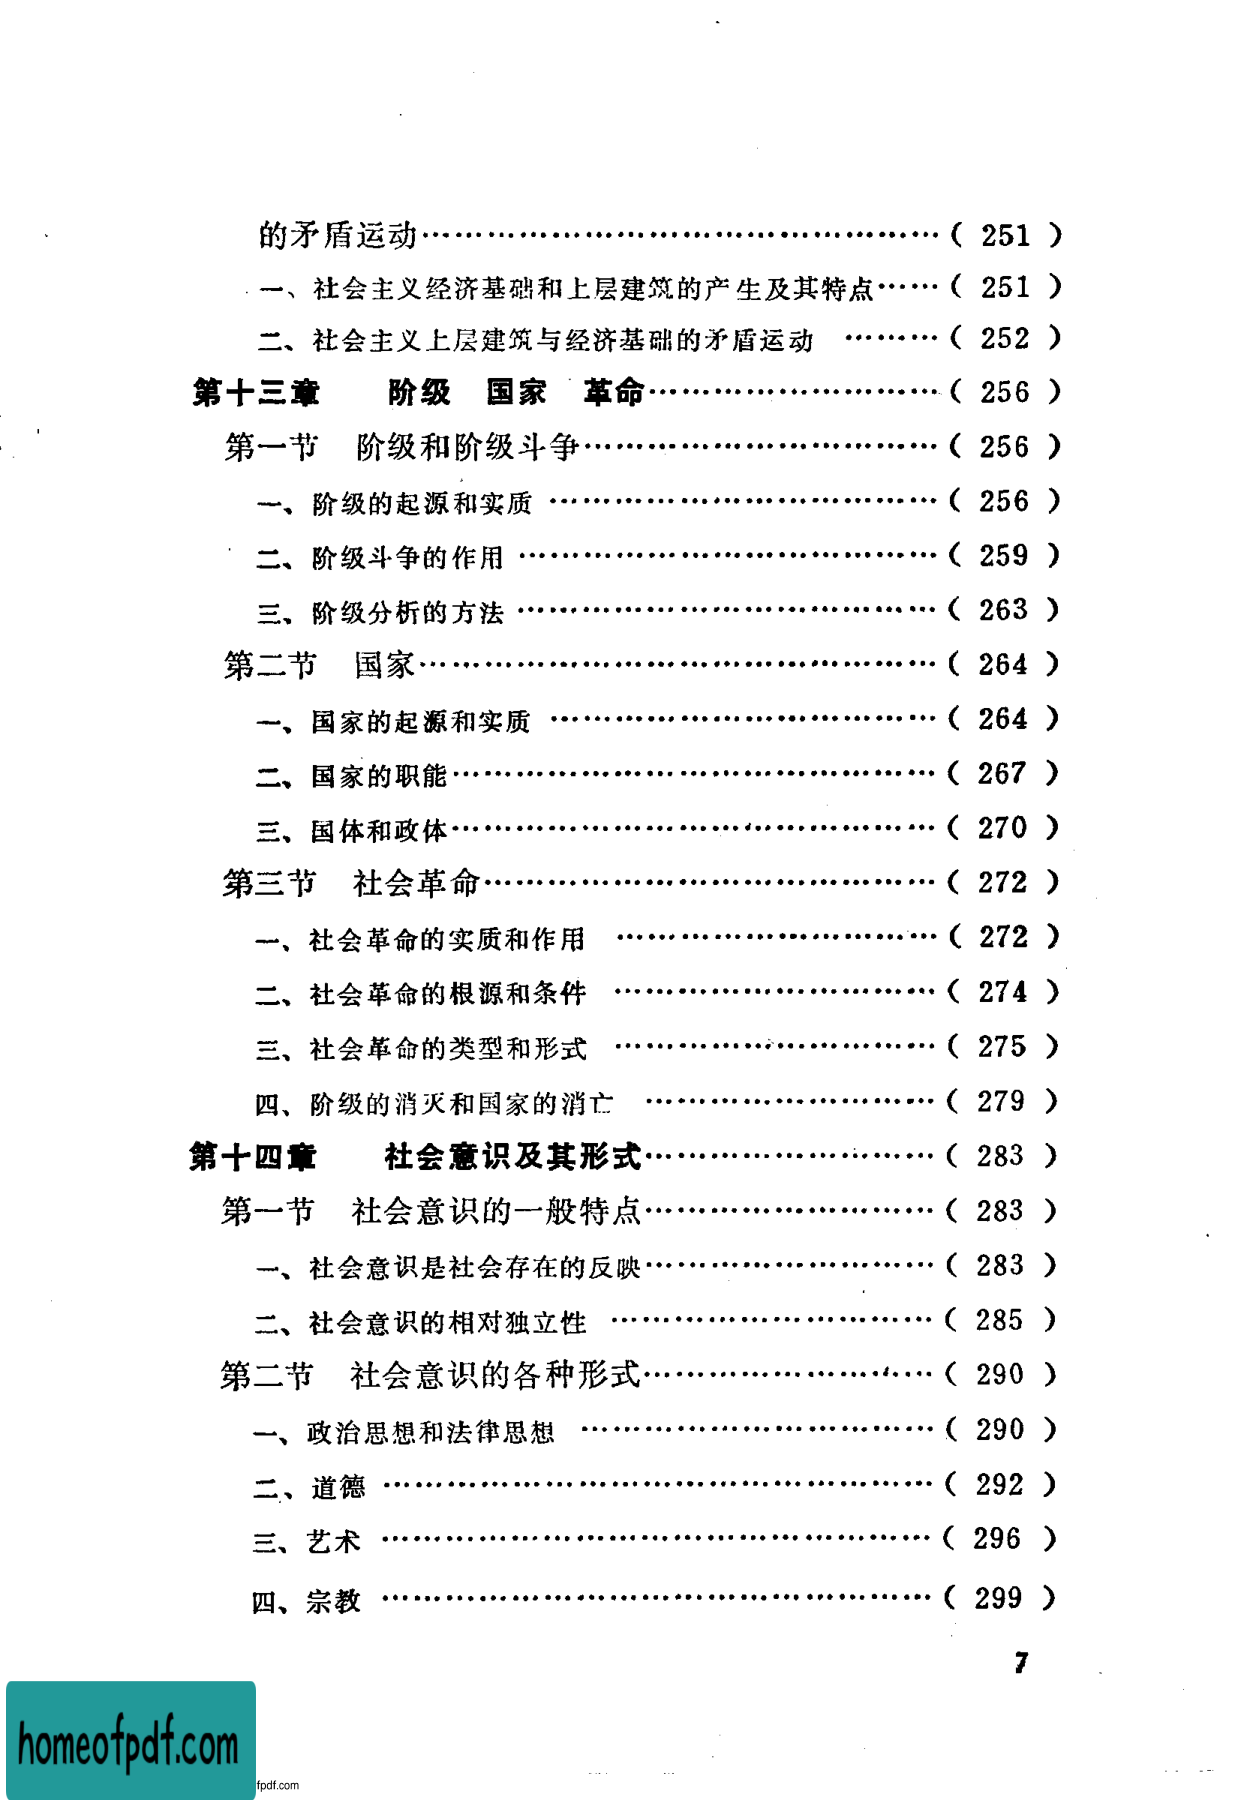 的矛盾运动……………………………………………( 251 )
一、社会主义经济基础和上层建筑的产生及其特点……( 251 )
二、社会主义上层建筑与经济基础的矛盾运动 ………( 252 )
第十三章 阶级 国家 革命………………………( 256 )
第一节 阶级和阶级斗争……………………………( 256 )
一、阶级的起源和实质 …………………………………( 256 )
二、阶级斗争的作用 ……………………………………( 259 )
三、阶级分析的方法 ……………………………………( 263 )
第二节 国家……………………………………………( 264 )
一、国家的起源和实质 …………………………………( 264 )
二、国家的职能…………………………………………( 267 )
三、国体和政体…………………………………………( 270 )
第三节 社会革命………………………………………( 272 )
一、社会革命的实质和作用 ……………………………( 272 )
二、社会革命的根源和条件 ……………………………( 274 )
三、社会革命的类型和形式 ……………………………( 275 )
四、阶级的消灭和国家的消亡 …………………………( 279 )
第十四章 社会意识及其形式…………………………( 283 )
第一节 社会意识的一般特点…………………………( 283 )
一、社会意识是社会存在的反映………………………( 283 )
二、社会意识的相对独立性 ……………………………( 285 )
第二节 社会意识的各种形式…………………………( 290 )
一、政治思想和法律思想 ………………………………( 290 )
二、道德 …………………………………………………( 292 )
三、艺术 …………………………………………………( 296 )
四、宗教 …………………………………………………( 299 )
7
homeofpdf.com
fpdf.com